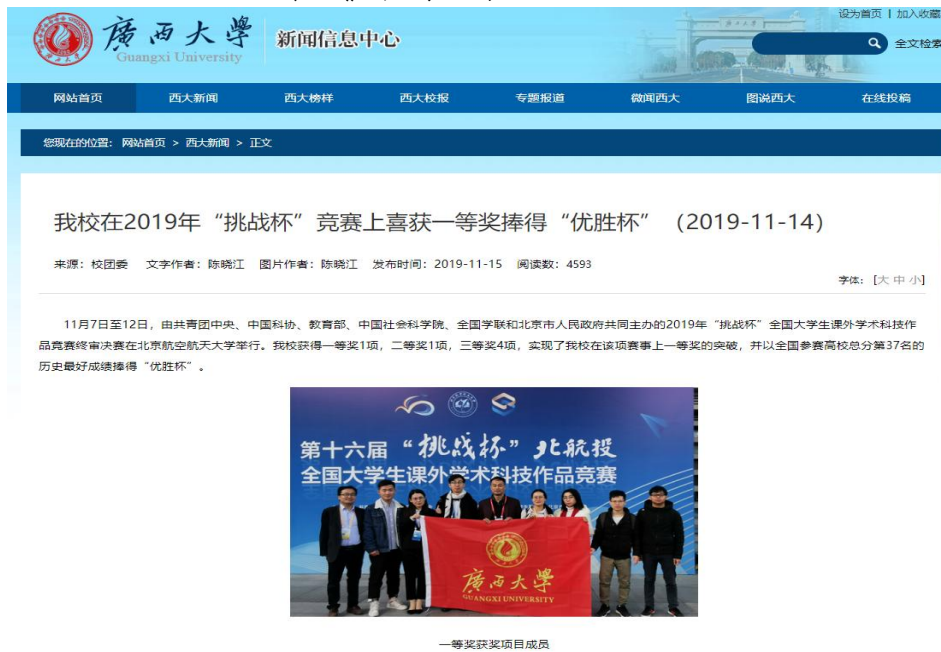 设为首页 | 加入收藏
廣西大學
Guangxi University
新闻信息中心
全文检索
网站首页 西大新闻 西大榜样 西大校报 专题报道 微闻西大 图说西大 在线投稿
您现在的位置: 网站首页 > 西大新闻 > 正文
我校在2019年“挑战杯”竞赛上喜获一等奖捧得“优胜杯”（2019-11-14）
来源: 校团委 文字作者: 陈晓江 图片作者: 陈晓江 发布时间: 2019-11-15 阅读数: 4593
字体: [大 中 小]
11月7日至12日，由共青团中央、中国科协、教育部、中国社会科学院、全国学联和北京市人民政府共同主办的2019年“挑战杯”全国大学生课外学术科技作
品竞赛终审决赛在北京航空航天大学举行。我校获得一等奖1项，二等奖1项，三等奖4项，实现了我校在该项赛事上一等奖的突破，并以全国参赛高校总分第37名的
历史最好成绩捧得“优胜杯”。
第十六届“挑战杯”北航投
全国大学生课外学术科技作品竞赛
廣西大學
GUANGXI UNIVERSITY
一等奖获奖项目成员